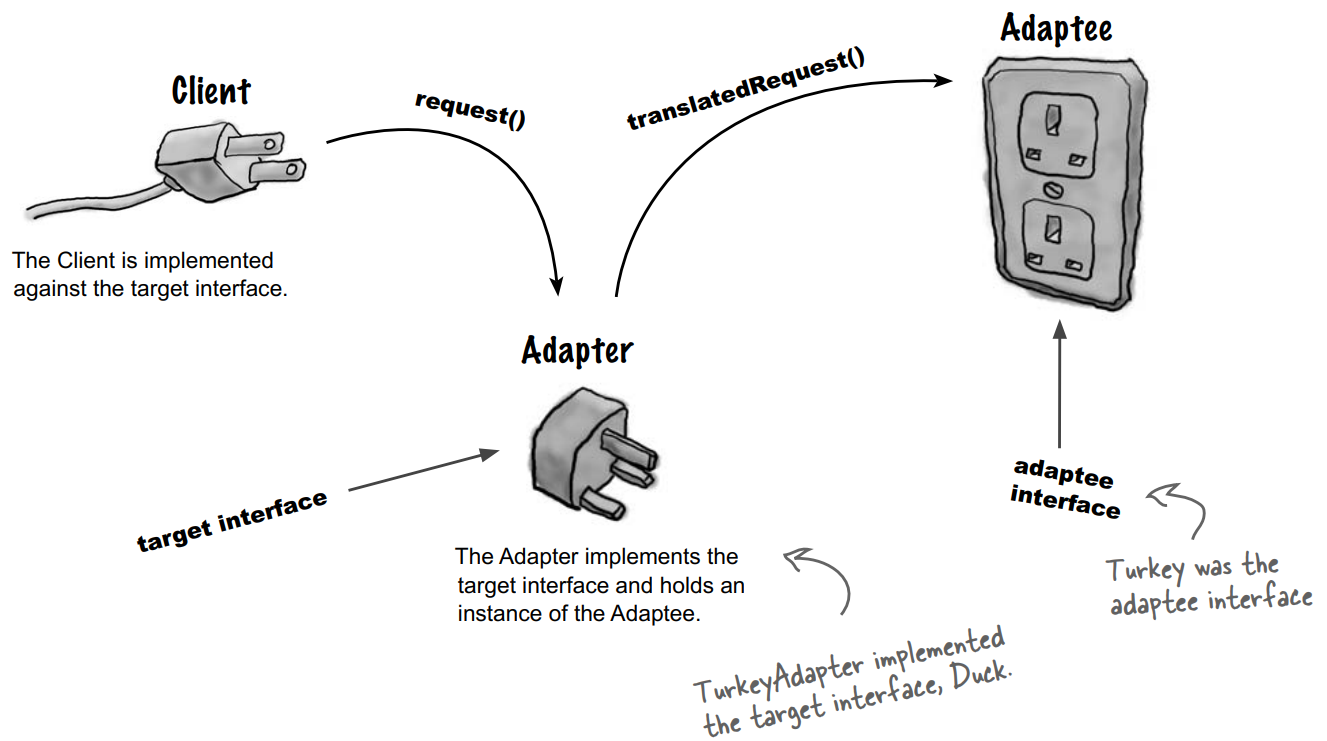 Adaptee
Client
request()
translatedRequest()
The Client is implemented
against the target interface.
Adapter
target interface
adaptee
interface
The Adapter implements the
target interface and holds an
instance of the Adaptee.
Turkey was the
adaptee interface
TurkeyAdapter implemented
the target interface, Duck.